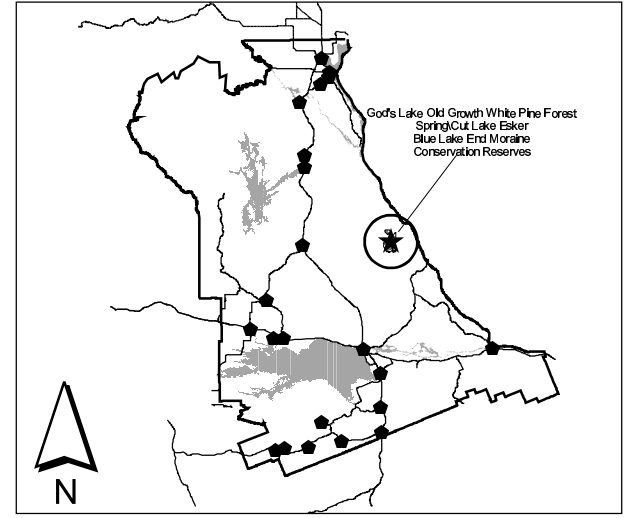 God's Lake Old Growth White Pine Forest
Spring\Cut Lake Esker
Blue Lake End Moraine
Conservation Reserves
N